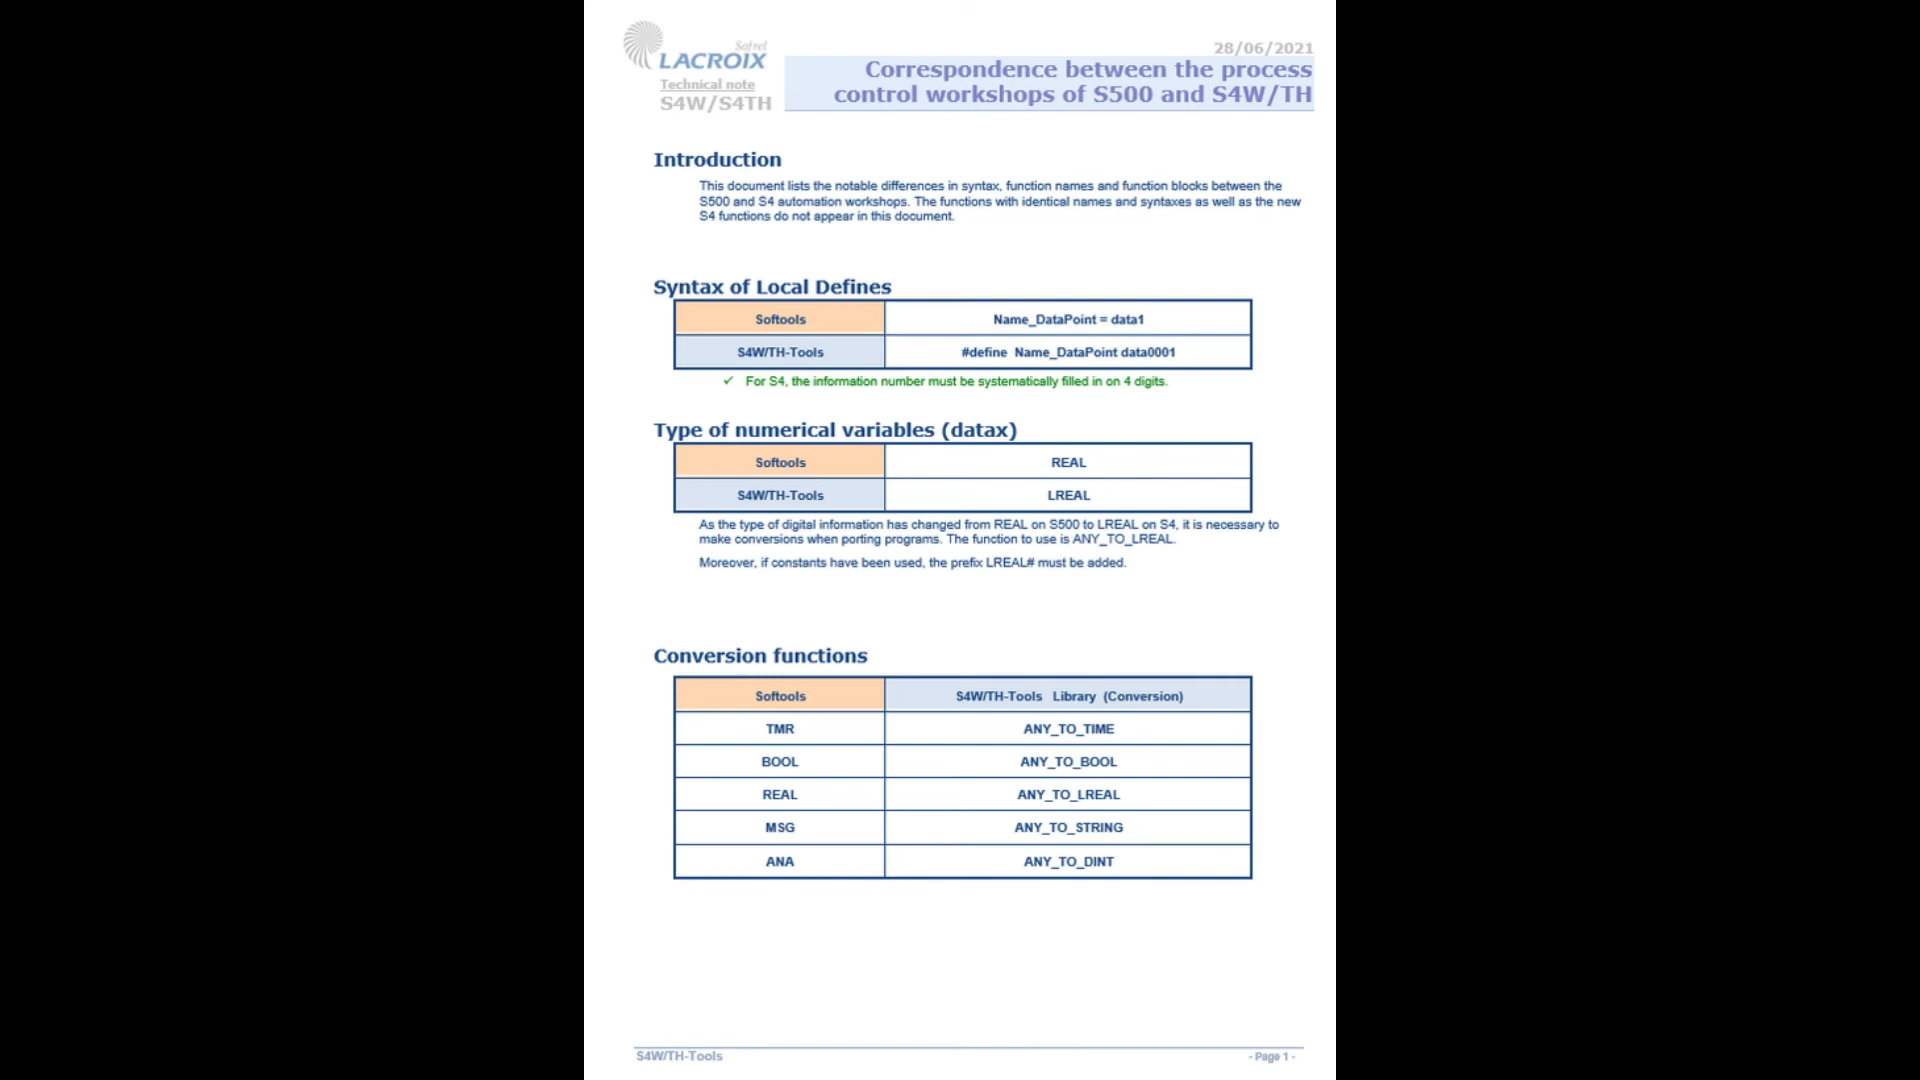 Sofrel
LACROIX
Technical note
S4W/S4TH
28/06/2021
Correspondence between the process
control workshops of S500 and S4W/TH
Introduction
This document lists the notable differences in syntax, function names and function blocks between the
S500 and S4 automation workshops. The functions with identical names and syntaxes as well as the new
S4 functions do not appear in this document.
Syntax of Local Defines
Softools Name_DataPoint = data1
S4W/TH-Tools #define Name_DataPoint data0001
✓ For S4, the information number must be systematically filled in on 4 digits.
Type of numerical variables (datax)
Softools REAL
S4W/TH-Tools LREAL
As the type of digital information has changed from REAL on S500 to LREAL on S4, it is necessary to
make conversions when porting programs. The function to use is ANY_TO_LREAL.
Moreover, if constants have been used, the prefix LREAL# must be added.
Conversion functions
Softools S4W/TH-Tools Library (Conversion)
TMR ANY_TO_TIME
BOOL ANY_TO_BOOL
REAL ANY_TO_LREAL
MSG ANY_TO_STRING
ANA ANY_TO_DINT
S4W/TH-Tools - Page 1 -